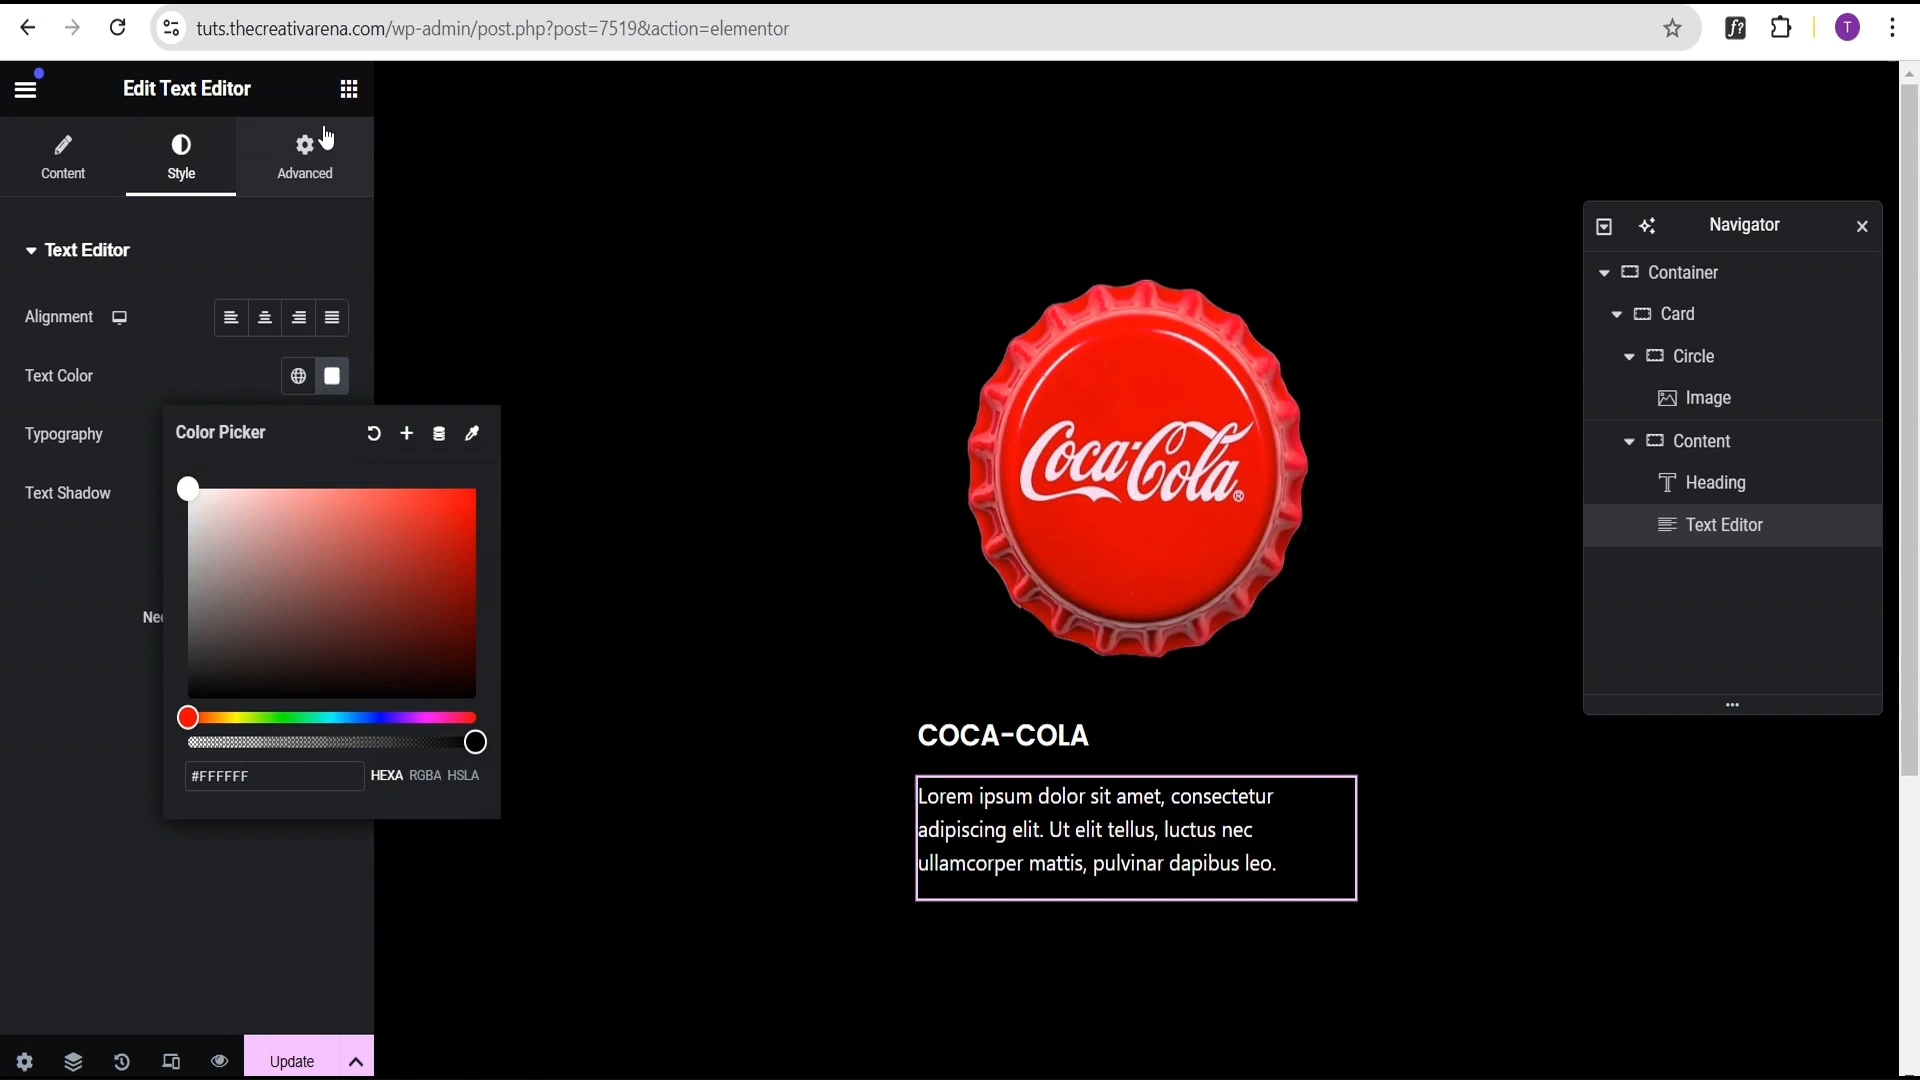 tuts.thecreativarena.com/wp-admin/post.php?post=7519&action=elementor
T
Edit Text Editor
Content
Style
Advanced
Text Editor
Alignment
Text Color
Typography
Text Shadow
Color Picker
#FFFFFF
HEXA RGBA HSLA
Update
Coca-Cola®
COCA-COLA
Lorem ipsum dolor sit amet, consectetur
adipiscing elit. Ut elit tellus, luctus nec
ullamcorper mattis, pulvinar dapibus leo.
Navigator
Container
Card
Circle
Image
Content
Heading
Text Editor